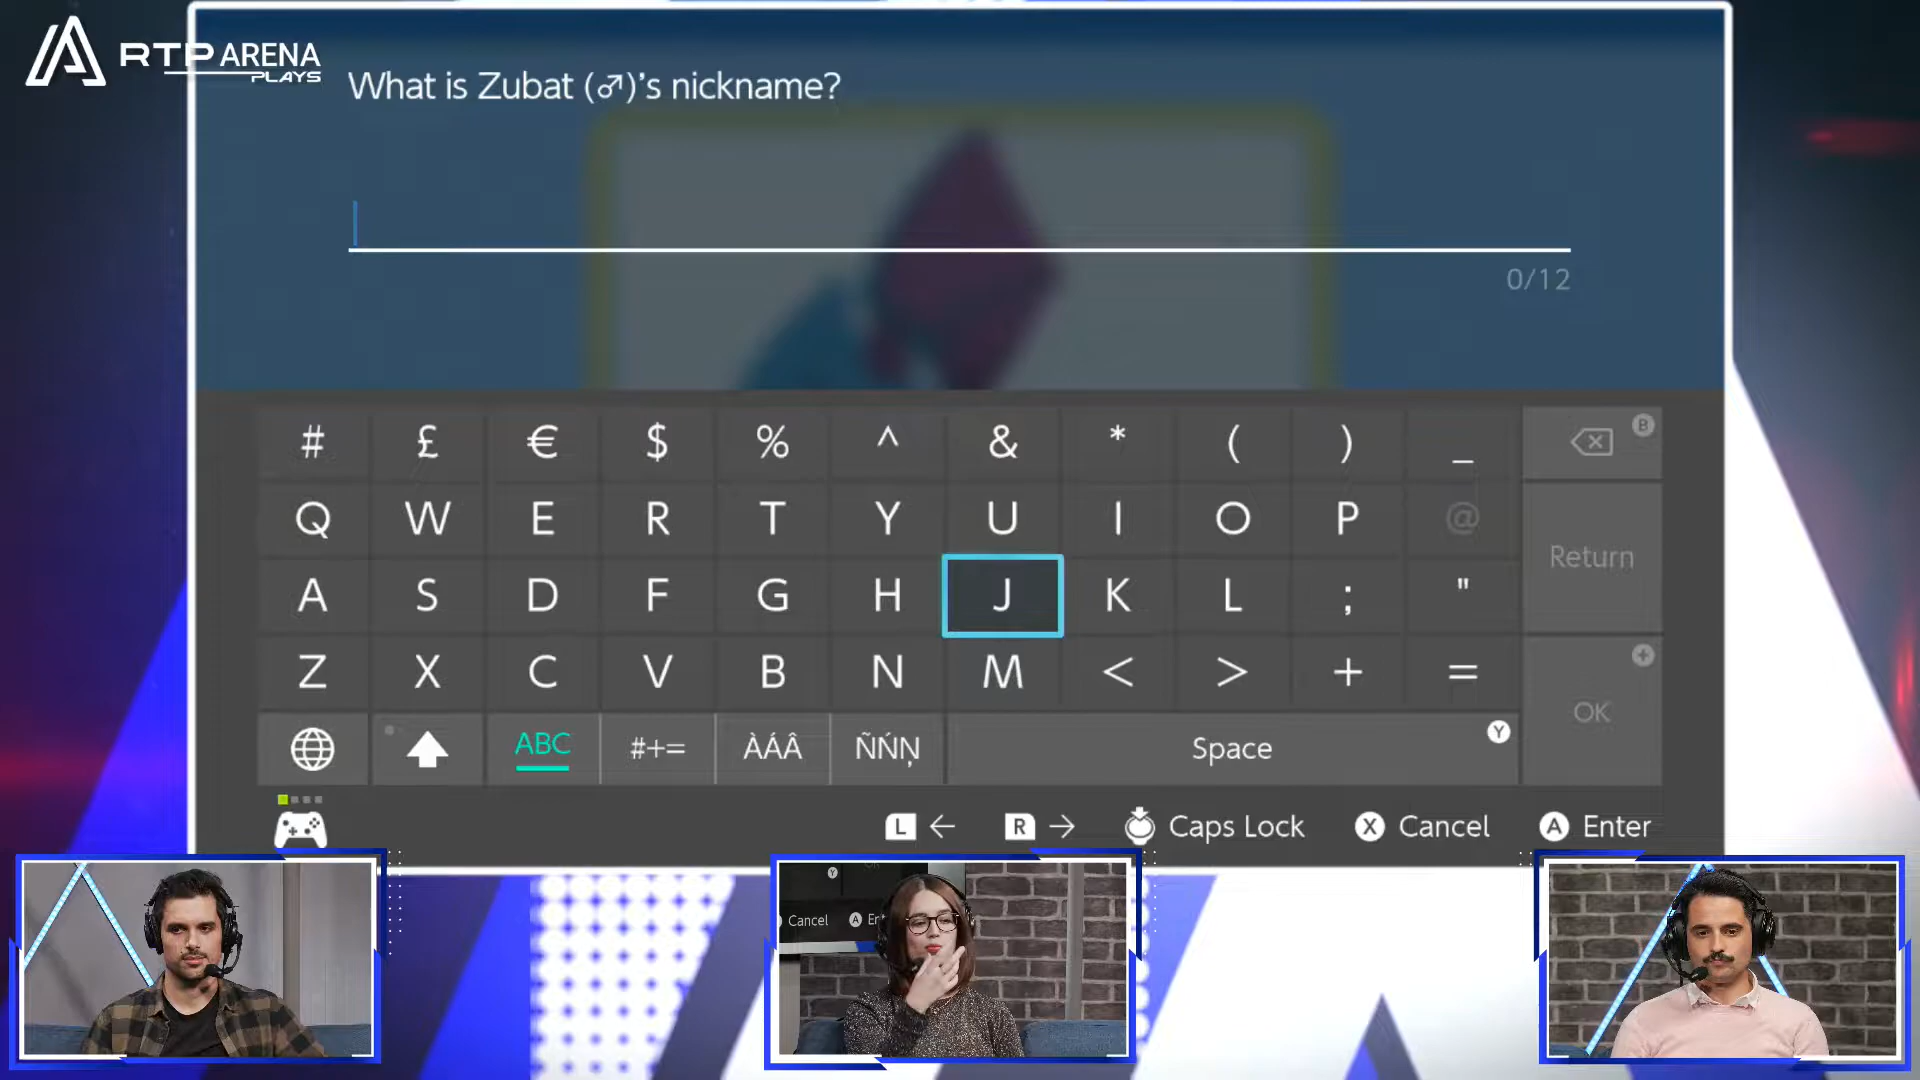 RTP ARENA
PLAYS
What is Zubat (♂)'s nickname?
0/12
# £ € $ % ^ & * ( ) _
B
Q W E R T Y U I O P @
Return
A S D F G H J K L ; "
Z X C V B N M < > + =
+
OK
ABC #+= ÀÁÂ ÑŃŅ Space Y
L ← R → Caps Lock X Cancel A Enter
Y
Cancel A Ent